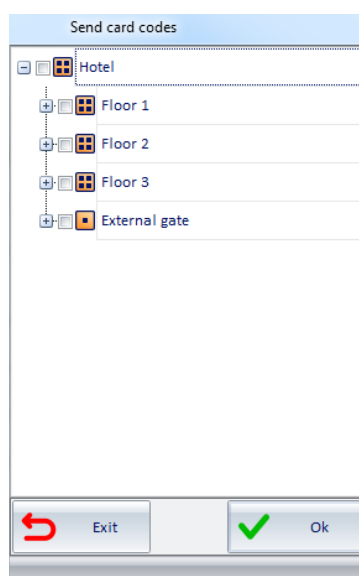 Send card codes
Hotel
Floor 1
Floor 2
Floor 3
External gate
Exit
Ok